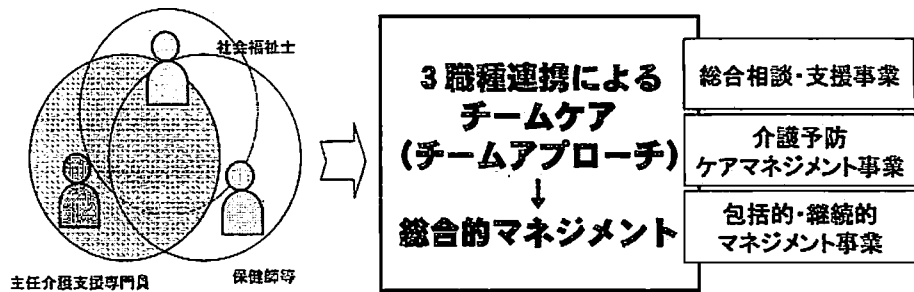 社会福祉士
主任介護支援専門員
保健師等
3職種連携による
チームケア
(チームアプローチ)
↓
総合的マネジメント
総合相談・支援事業
介護予防
ケアマネジメント事業
包括的・継続的
マネジメント事業